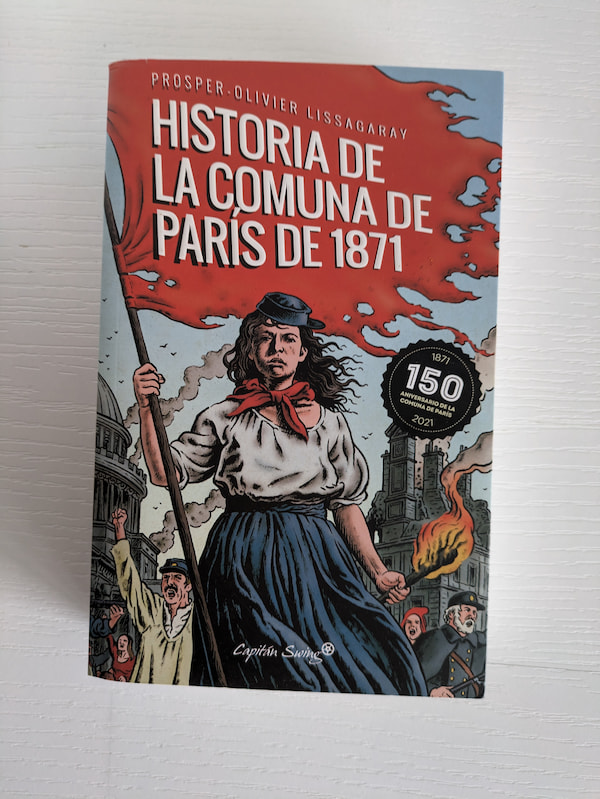 PROSPER-OLIVIER LISSAGARAY
HISTORIA DE
LA COMUNA DE
PARÍS DE 1871
1871
150
ANIVERSARIO DE LA
COMUNA DE PARÍS
2021
Capitán Swing